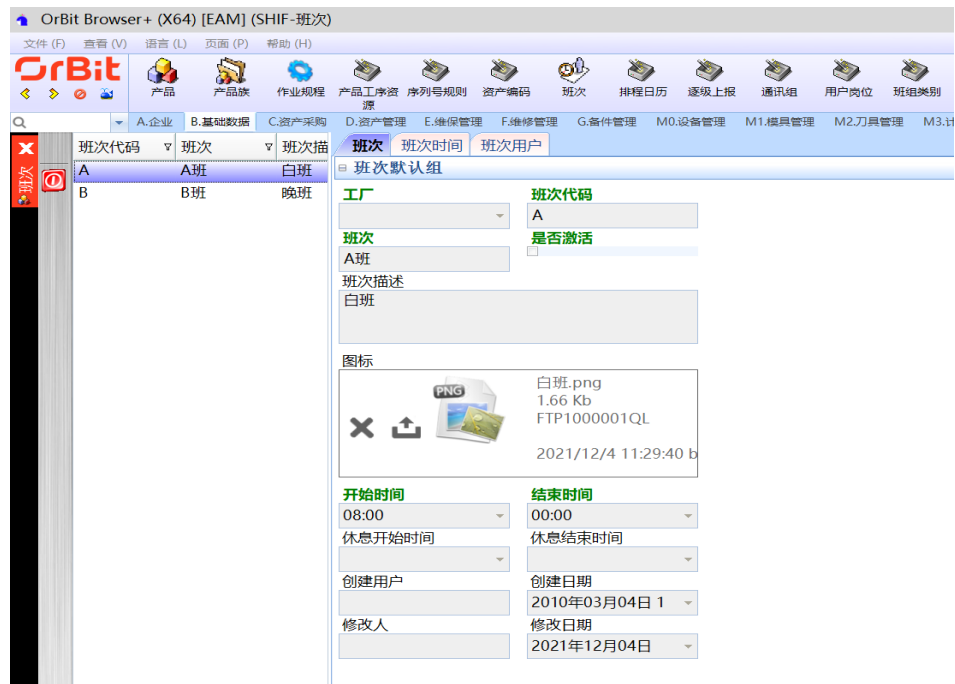 OrBit Browser+ (X64) [EAM] (SHIF-班次)
文件 (F) 查看 (V) 语言 (L) 页面 (P) 帮助 (H)
OrBit
产品 产品族 作业规程 产品工序资源 序列号规则 资产编码 班次 排程日历 逐级上报 通讯组 用户岗位 班组类别
A.企业 B.基础数据 C.资产采购 D.资产管理 E.维保管理 F.维修管理 G.备件管理 M0.设备管理 M1.模具管理 M2.刀具管理 M3.计
班次
班次代码 班次 班次描
A A班 白班
B B班 晚班
班次 班次时间 班次用户
班次默认组
工厂 班次代码
A
班次 是否激活
A班
班次描述
白班
图标
PNG
白班.png
1.66 Kb
FTP1000001QL
2021/12/4 11:29:40 b
开始时间 结束时间
08:00 00:00
休息开始时间 休息结束时间
创建用户 创建日期
2010年03月04日 1
修改人 修改日期
2021年12月04日